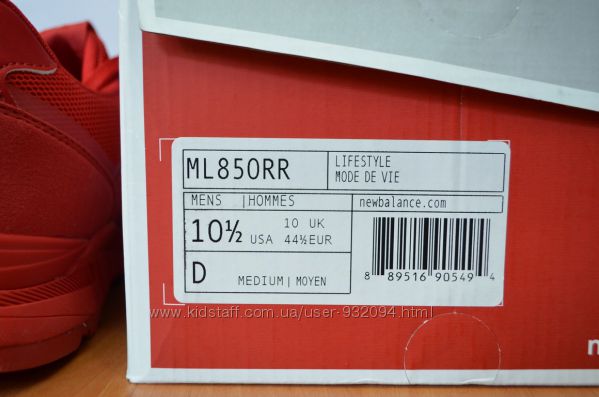 ML850RR
LIFESTYLE
MODE DE VIE
MENS |HOMMES
newbalance.com
10½ USA
10 UK
44½EUR
D MEDIUM | MOYEN
8 89516 90549 4
www.kidstaff.com.ua/user-932094.html